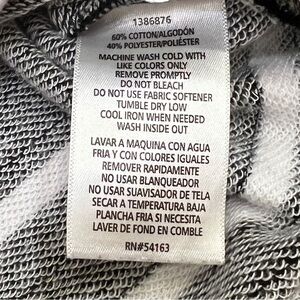 1386876
60% COTTON/ALGODÓN
40% POLYESTER/POLIÉSTER
MACHINE WASH COLD WITH
LIKE COLORS ONLY
REMOVE PROMPTLY
DO NOT BLEACH
DO NOT USE FABRIC SOFTENER
TUMBLE DRY LOW
COOL IRON WHEN NEEDED
WASH INSIDE OUT
LAVAR A MAQUINA CON AGUA
FRIA Y CON COLORES IGUALES
REMOVER RAPIDAMENTE
NO USAR BLANQUEADOR
NO USAR SUAVISADOR DE TELA
SECAR A TEMPERATURA BAJA
PLANCHA FRIA SI NECESITA
LAVER DE FOND EN COMBLE
RN#54163